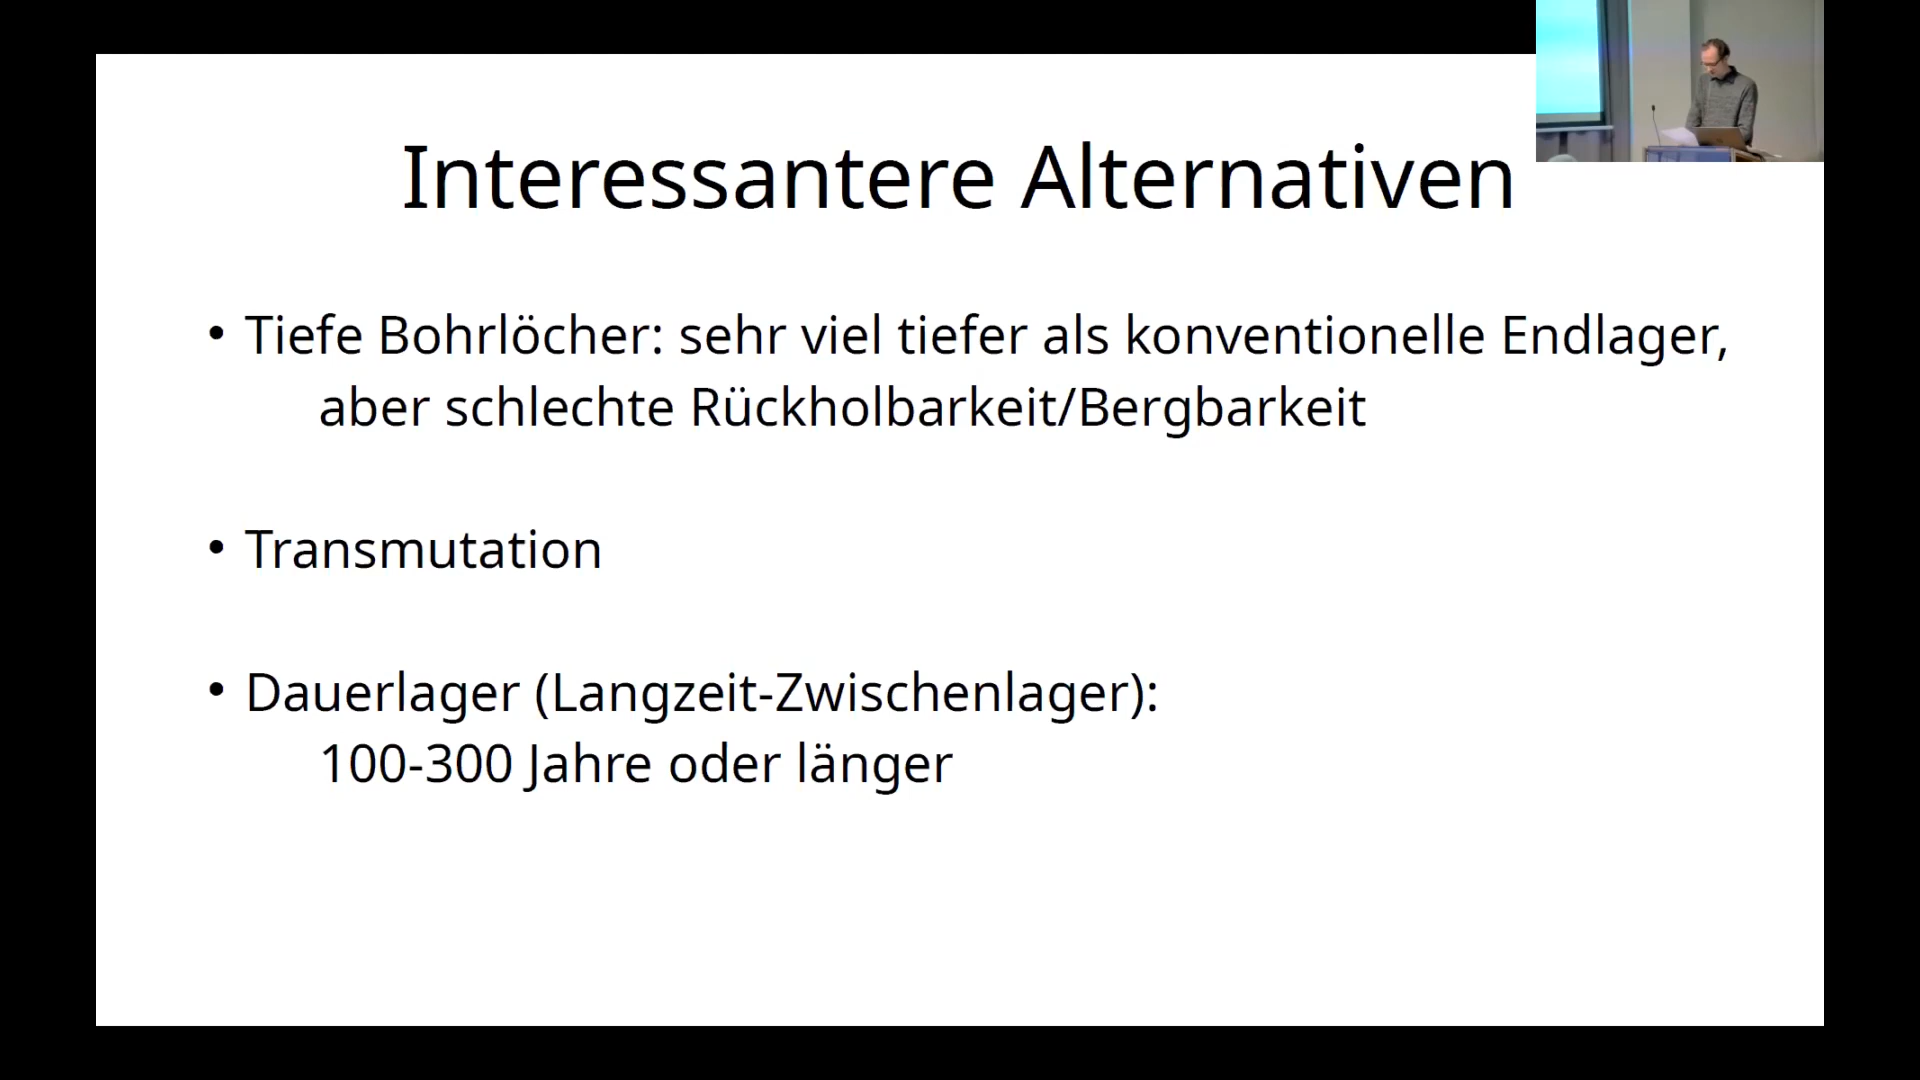 Interessantere Alternativen
• Tiefe Bohrlöcher: sehr viel tiefer als konventionelle Endlager,
aber schlechte Rückholbarkeit/Bergbarkeit
• Transmutation
• Dauerlager (Langzeit-Zwischenlager):
100-300 Jahre oder länger